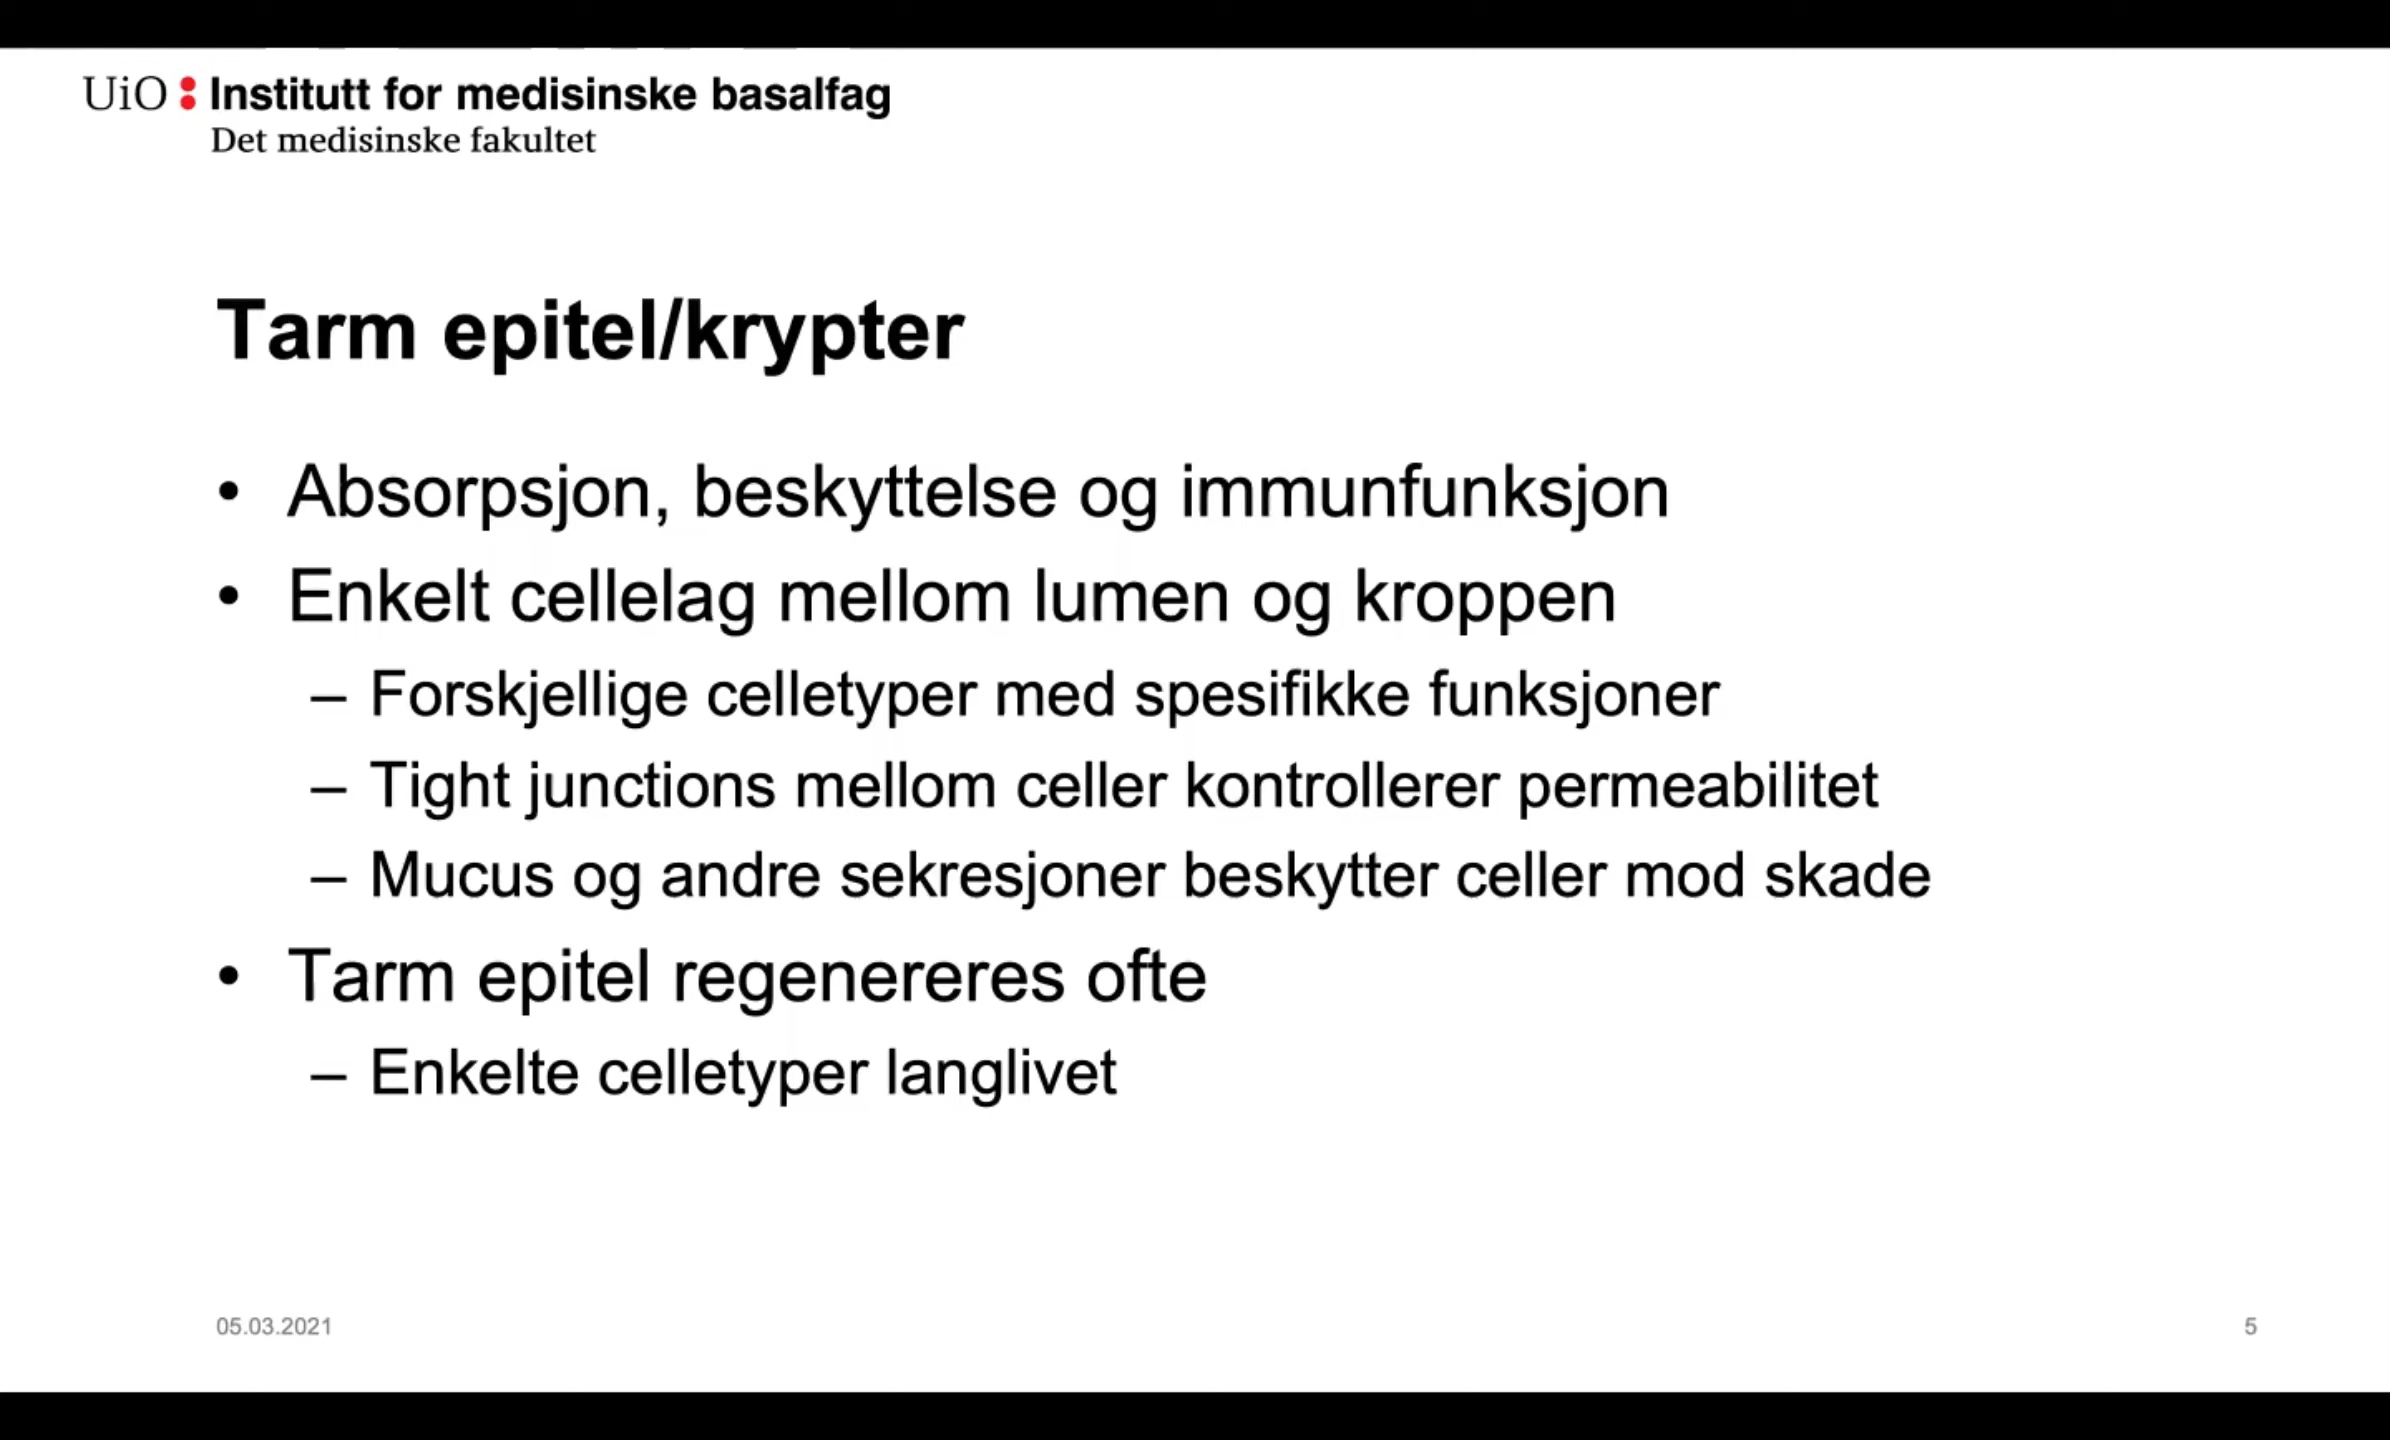 UiO : Institutt for medisinske basalfag
Det medisinske fakultet
Tarm epitel/krypter
• Absorpsjon, beskyttelse og immunfunksjon
• Enkelt cellelag mellom lumen og kroppen
– Forskjellige celletyper med spesifikke funksjoner
– Tight junctions mellom celler kontrollerer permeabilitet
– Mucus og andre sekresjoner beskytter celler mod skade
• Tarm epitel regenereres ofte
– Enkelte celletyper langlivet
05.03.2021 5